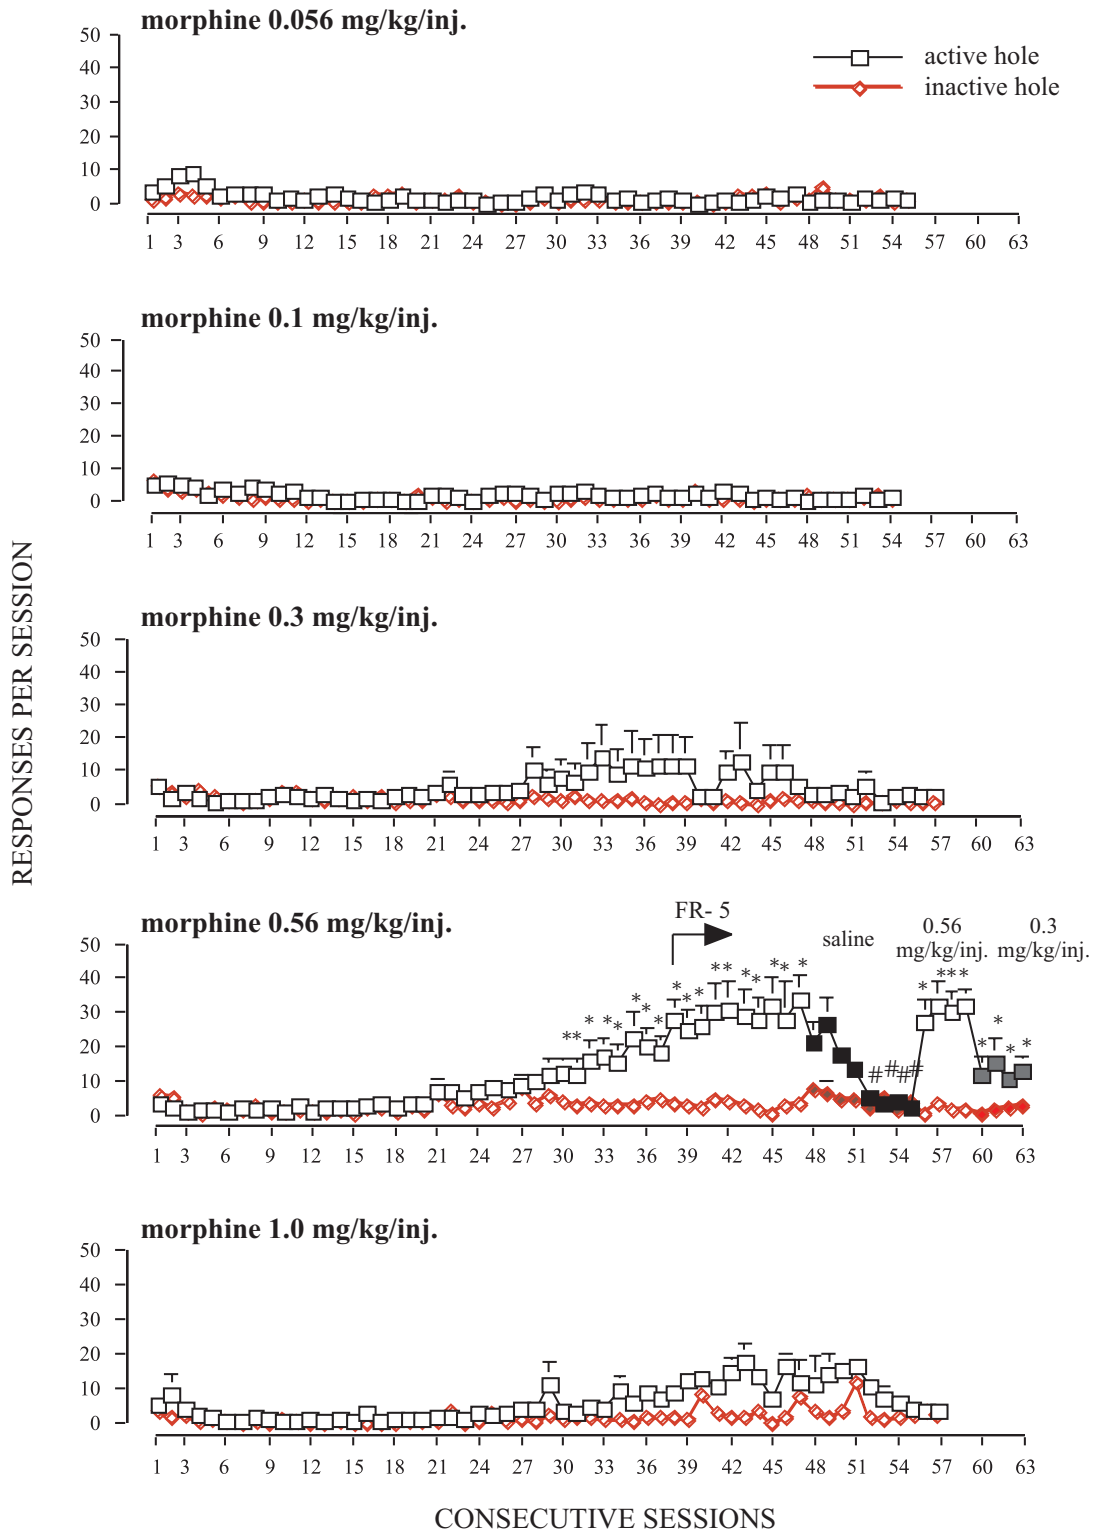 morphine 0.056 mg/kg/inj.
active hole
inactive hole
50
40
30
20
10
0
1 3 6 9 12 15 18 21 24 27 30 33 36 39 42 45 48 51 54 57 60 63
morphine 0.1 mg/kg/inj.
50
40
30
20
10
0
1 3 6 9 12 15 18 21 24 27 30 33 36 39 42 45 48 51 54 57 60 63
RESPONSES PER SESSION
morphine 0.3 mg/kg/inj.
50
40
30
20
10
0
1 3 6 9 12 15 18 21 24 27 30 33 36 39 42 45 48 51 54 57 60 63
morphine 0.56 mg/kg/inj.
FR- 5
saline
0.56
mg/kg/inj.
0.3
mg/kg/inj.
50
40
30
20
10
0
* * * * * * * * * * * * * * * * * * * * * * * * * *
# # # #
1 3 6 9 12 15 18 21 24 27 30 33 36 39 42 45 48 51 54 57 60 63
morphine 1.0 mg/kg/inj.
50
40
30
20
10
0
1 3 6 9 12 15 18 21 24 27 30 33 36 39 42 45 48 51 54 57 60 63
CONSECUTIVE SESSIONS